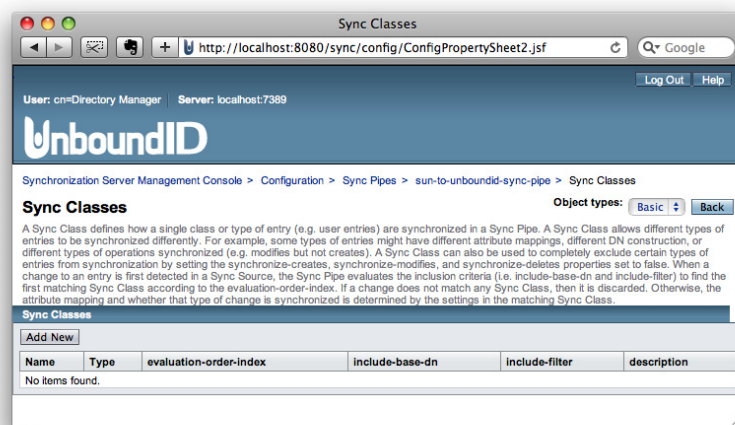 Sync Classes
http://localhost:8080/sync/config/ConfigPropertySheet2.jsf
Google
Log Out Help
User: cn=Directory Manager Server: localhost:7389
UnboundID
Synchronization Server Management Console > Configuration > Sync Pipes > sun-to-unboundid-sync-pipe > Sync Classes
Sync Classes
Object types: Basic Back
A Sync Class defines how a single class or type of entry (e.g. user entries) are synchronized in a Sync Pipe. A Sync Class allows different types of
entries to be synchronized differently. For example, some types of entries might have different attribute mappings, different DN construction, or
different types of operations synchronized (e.g. modifies but not creates). A Sync Class can also be used to completely exclude certain types of
entries from synchronization by setting the synchronize-creates, synchronize-modifies, and synchronize-deletes properties set to false. When a
change to an entry is first detected in a Sync Source, the Sync Pipe evaluates the inclusion criteria (i.e. include-base-dn and include-filter) to find the
first matching Sync Class according to the evaluation-order-index. If a change does not match any Sync Class, then it is discarded. Otherwise, the
attribute mapping and whether that type of change is synchronized is determined by the settings in the matching Sync Class.
Sync Classes
Add New
Name Type evaluation-order-index include-base-dn include-filter description
No items found.